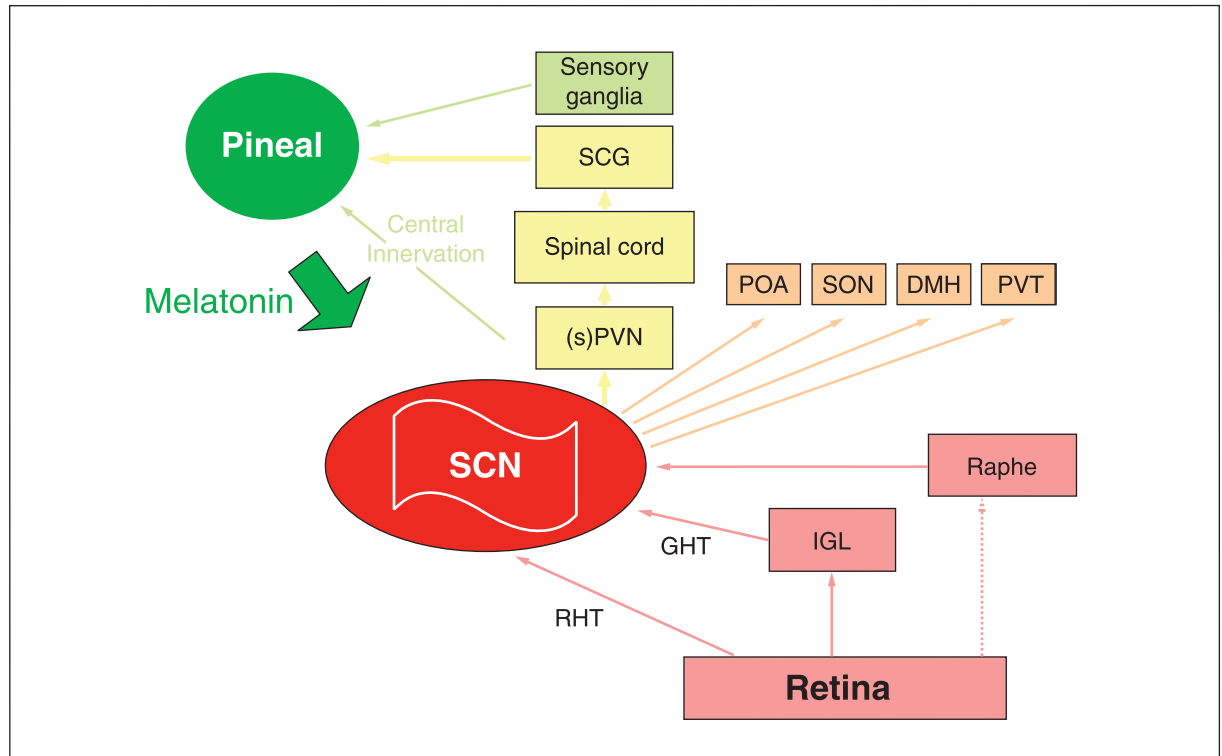 Sensory
ganglia
Pineal
SCG
Central
Innervation
Spinal cord
Melatonin
POA
SON
DMH
PVT
(s)PVN
SCN
Raphe
GHT
IGL
RHT
Retina